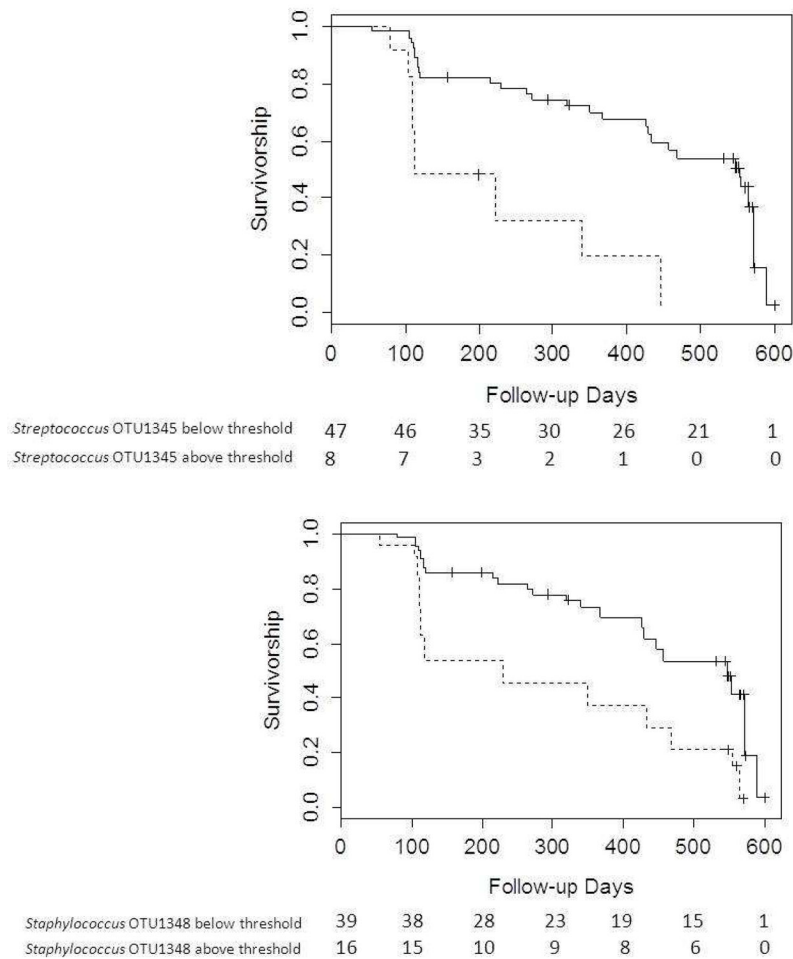 1.0
0.8
0.6
0.4
0.2
0.0
Survivorship
0 100 200 300 400 500 600
Follow-up Days
Streptococcus OTU1345 below threshold 47 46 35 30 26 21 1
Streptococcus OTU1345 above threshold 8 7 3 2 1 0 0
1.0
0.8
0.6
0.4
0.2
0.0
Survivorship
0 100 200 300 400 500 600
Follow-up Days
Staphylococcus OTU1348 below threshold 39 38 28 23 19 15 1
Staphylococcus OTU1348 above threshold 16 15 10 9 8 6 0